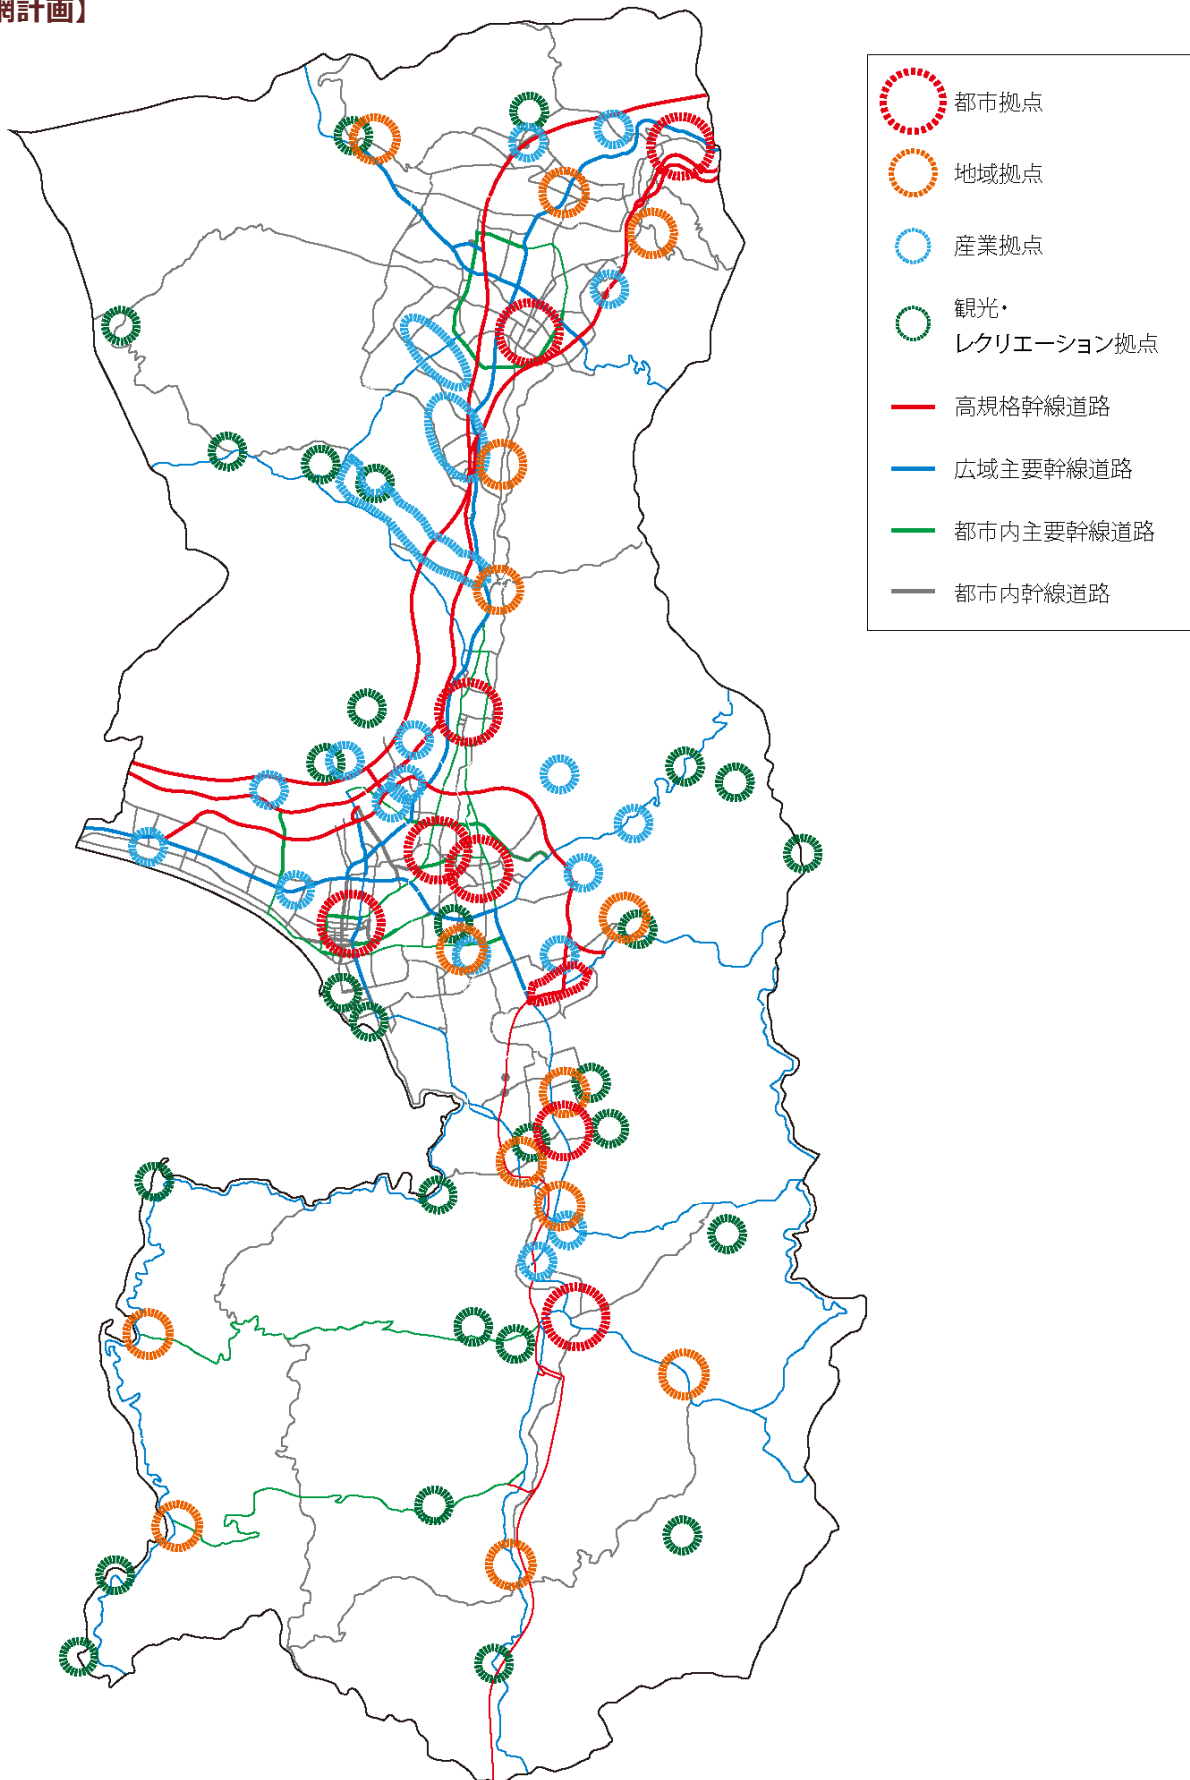 網計画】
都市拠点
地域拠点
産業拠点
観光・
レクリエーション拠点
高規格幹線道路
広域主要幹線道路
都市内主要幹線道路
都市内幹線道路